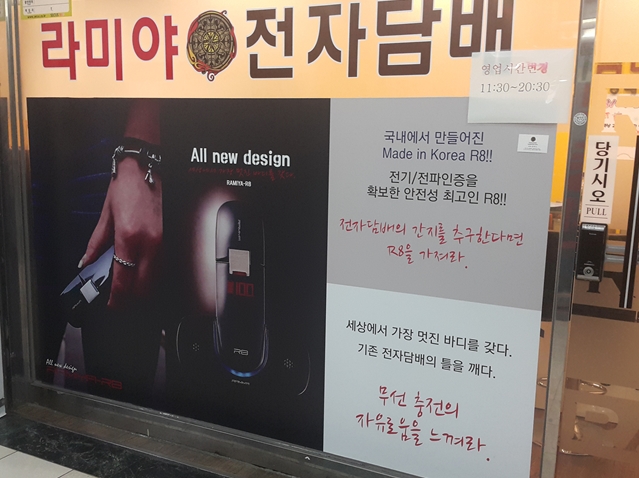 라미야 전자담배
영업시간변경
11:30~20:30
All new design
RAMIYA-R8
R8
All new design
국내에서 만들어진
Made in Korea R8!!
전기/전파인증을
확보한 안전성 최고인 R8!!
전자담배의 간지를 추구한다면
R8을 가져라.
세상에서 가장 멋진 바디를 갖다.
기존 전자담배의 틀을 깨다.
무선 충전의
자유로움을 느껴라.
당기시오
PULL